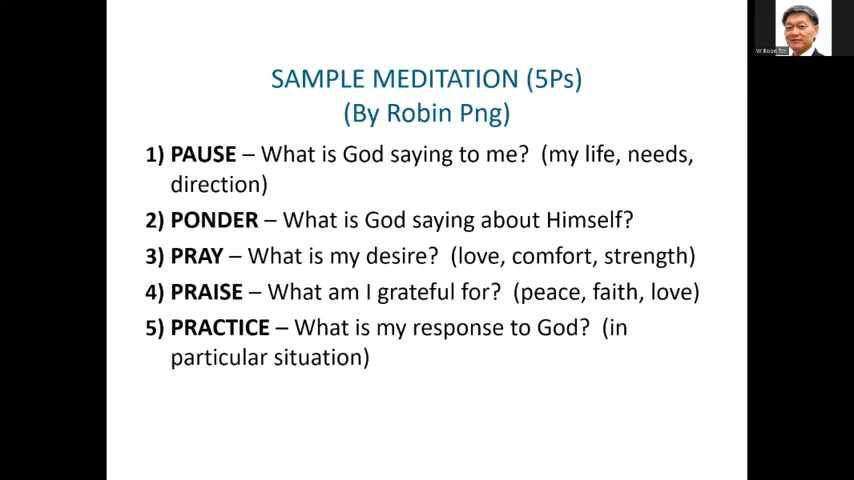 SAMPLE MEDITATION (5Ps)
(By Robin Png)
1) PAUSE – What is God saying to me?  (my life, needs,
direction)
2) PONDER – What is God saying about Himself?
3) PRAY – What is my desire?  (love, comfort, strength)
4) PRAISE – What am I grateful for?  (peace, faith, love)
5) PRACTICE – What is my response to God?  (in
particular situation)
W Boon